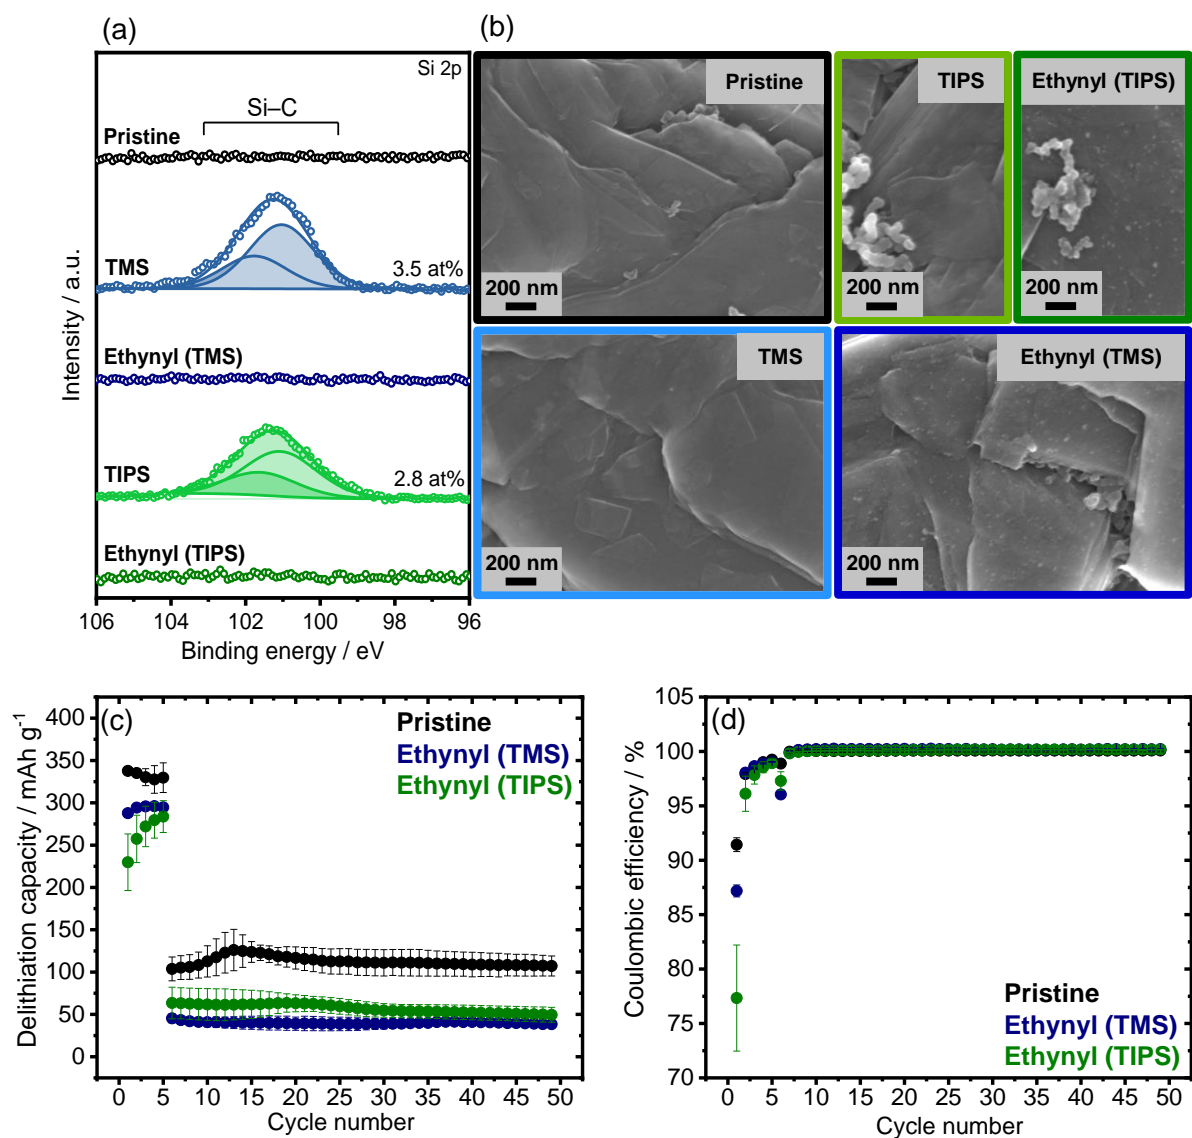 (a)
Si 2p
Si–C
Pristine
TMS
3.5 at%
Ethynyl (TMS)
TIPS
2.8 at%
Ethynyl (TIPS)
Intensity / a.u.
106 104 102 100 98 96
Binding energy / eV
(b)
Pristine
200 nm
TIPS
200 nm
Ethynyl (TIPS)
200 nm
TMS
200 nm
Ethynyl (TMS)
200 nm
(c)
Pristine
Ethynyl (TMS)
Ethynyl (TIPS)
Delithiation capacity / mAh g⁻¹
400
350
300
250
200
150
100
50
0
0 5 10 15 20 25 30 35 40 45 50
Cycle number
(d)
Coulombic efficiency / %
105
100
95
90
85
80
75
70
Pristine
Ethynyl (TMS)
Ethynyl (TIPS)
0 5 10 15 20 25 30 35 40 45 50
Cycle number